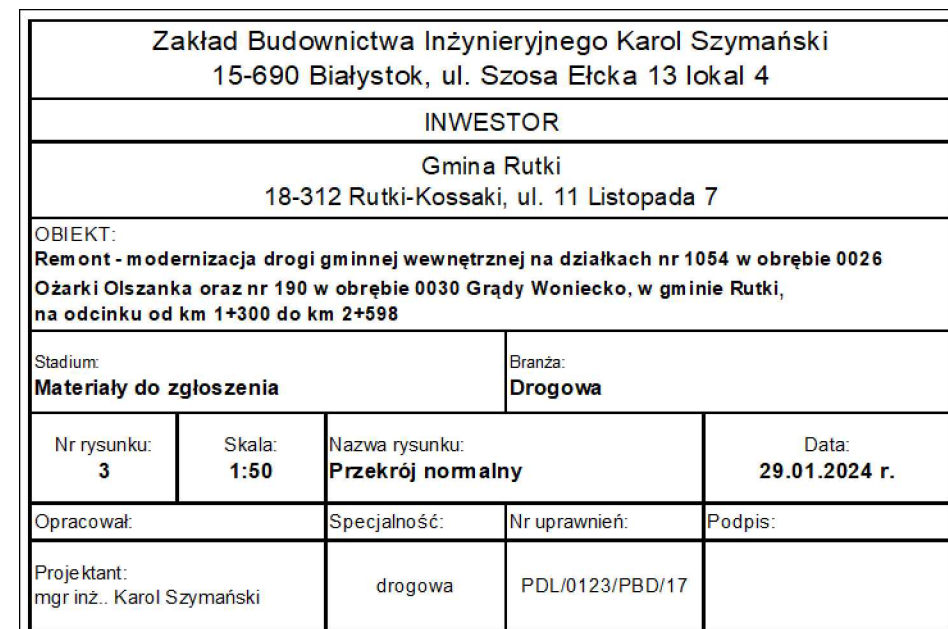 Zakład Budownictwa Inżynieryjnego Karol Szymański
15-690 Białystok, ul. Szosa Ełcka 13 lokal 4
INWESTOR
Gmina Rutki
18-312 Rutki-Kossaki, ul. 11 Listopada 7
OBIEKT:
Remont - modernizacja drogi gminnej wewnętrznej na działkach nr 1054 w obrębie 0026
Ożarki Olszanka oraz nr 190 w obrębie 0030 Grądy Woniecko, w gminie Rutki,
na odcinku od km 1+300 do km 2+598
Stadium:
Materiały do zgłoszenia
Branża:
Drogowa
Nr rysunku:
3
Skala:
1:50
Nazwa rysunku:
Przekrój normalny
Data:
29.01.2024 r.
Opracował:
Specjalność:
Nr uprawnień:
Podpis:
Projektant:
mgr inż.. Karol Szymański
drogowa
PDL/0123/PBD/17